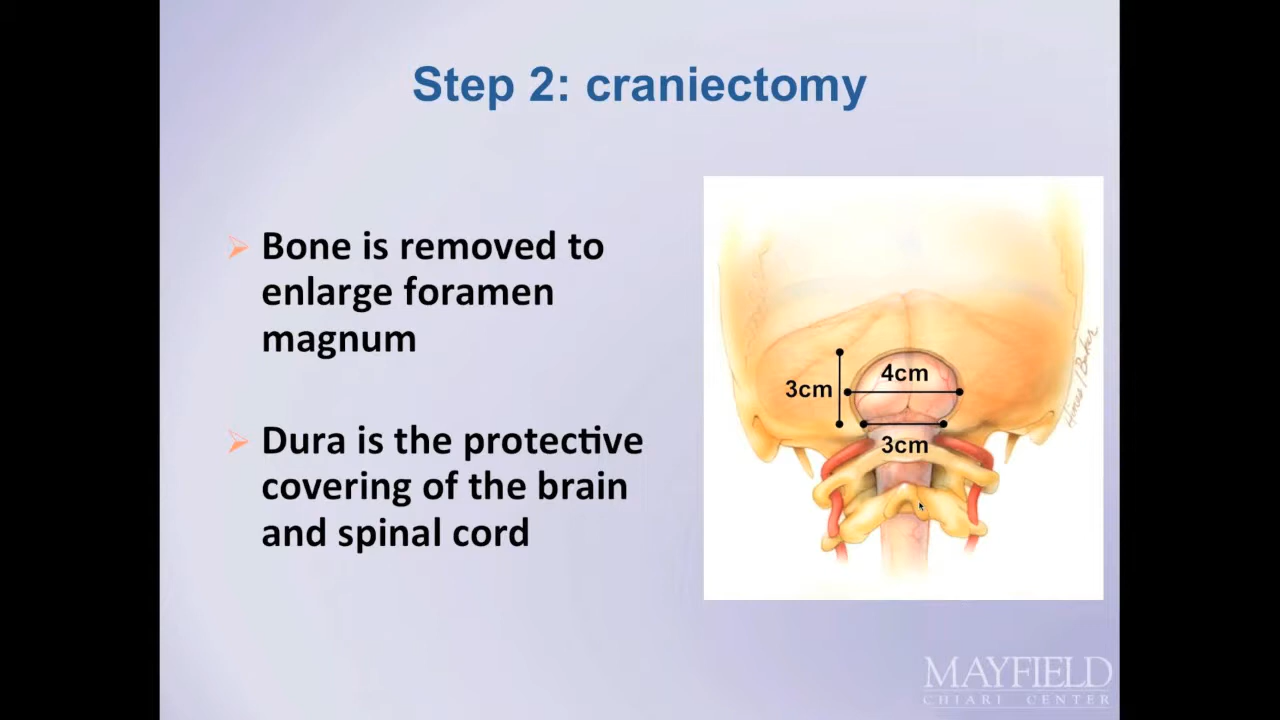 Step 2: craniectomy
Bone is removed to
enlarge foramen
magnum
Dura is the protective
covering of the brain
and spinal cord
4cm
3cm
3cm
MAYFIELD
CHIARI CENTER